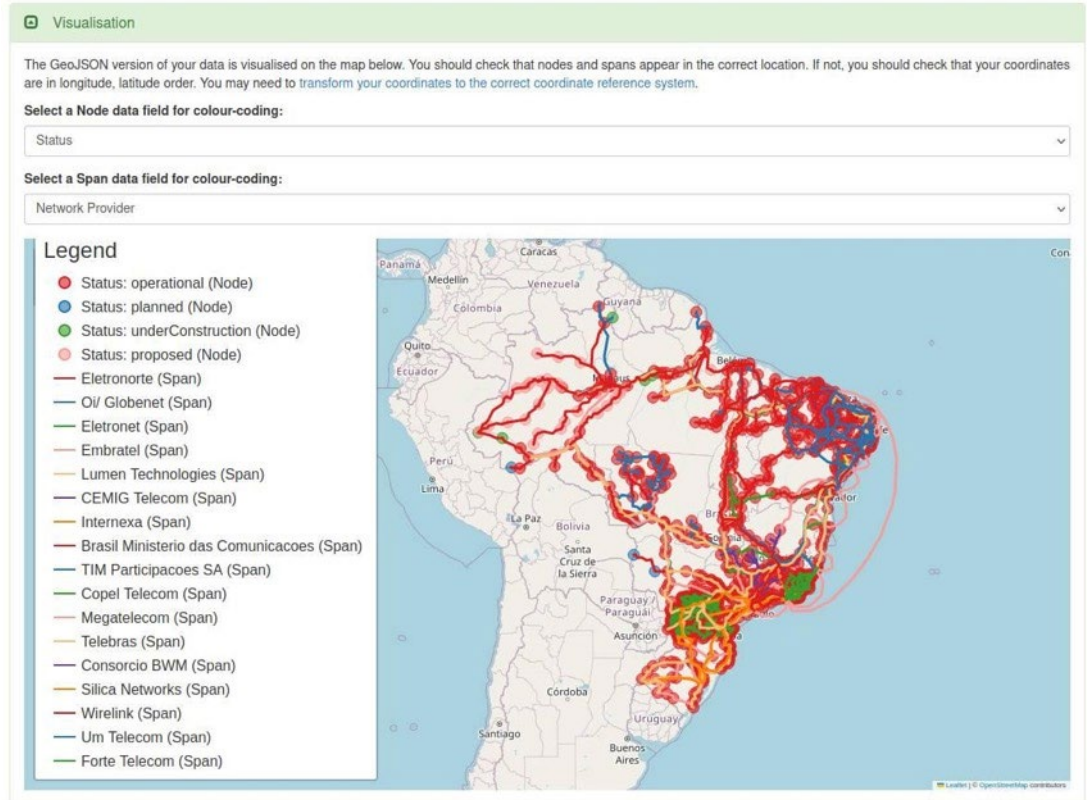 Visualisation
The GeoJSON version of your data is visualised on the map below. You should check that nodes and spans appear in the correct location. If not, you should check that your coordinates
are in longitude, latitude order. You may need to transform your coordinates to the correct coordinate reference system.
Select a Node data field for colour-coding:
Status
Select a Span data field for colour-coding:
Network Provider
Legend
Status: operational (Node)
Status: planned (Node)
Status: underConstruction (Node)
Status: proposed (Node)
Eletronorte (Span)
Oi/ Globenet (Span)
Eletronet (Span)
Embratel (Span)
Lumen Technologies (Span)
CEMIG Telecom (Span)
Internexa (Span)
Brasil Ministerio das Comunicacoes (Span)
TIM Participacoes SA (Span)
Copel Telecom (Span)
Megatelecom (Span)
Telebras (Span)
Consorcio BWM (Span)
Silica Networks (Span)
Wirelink (Span)
Um Telecom (Span)
Forte Telecom (Span)
Caracas
Con
Panamá
Medellín
Venezuela
Guyana
Colombia
Quito
Ecuador
Perú
Lima
La Paz
Bolivia
Santa
Cruz de
la Sierra
Paraguay /
Paraguái
Asunción
Córdoba
Uruguay
Santiago
Buenos
Aires
Leaflet | © OpenStreetMap contributors